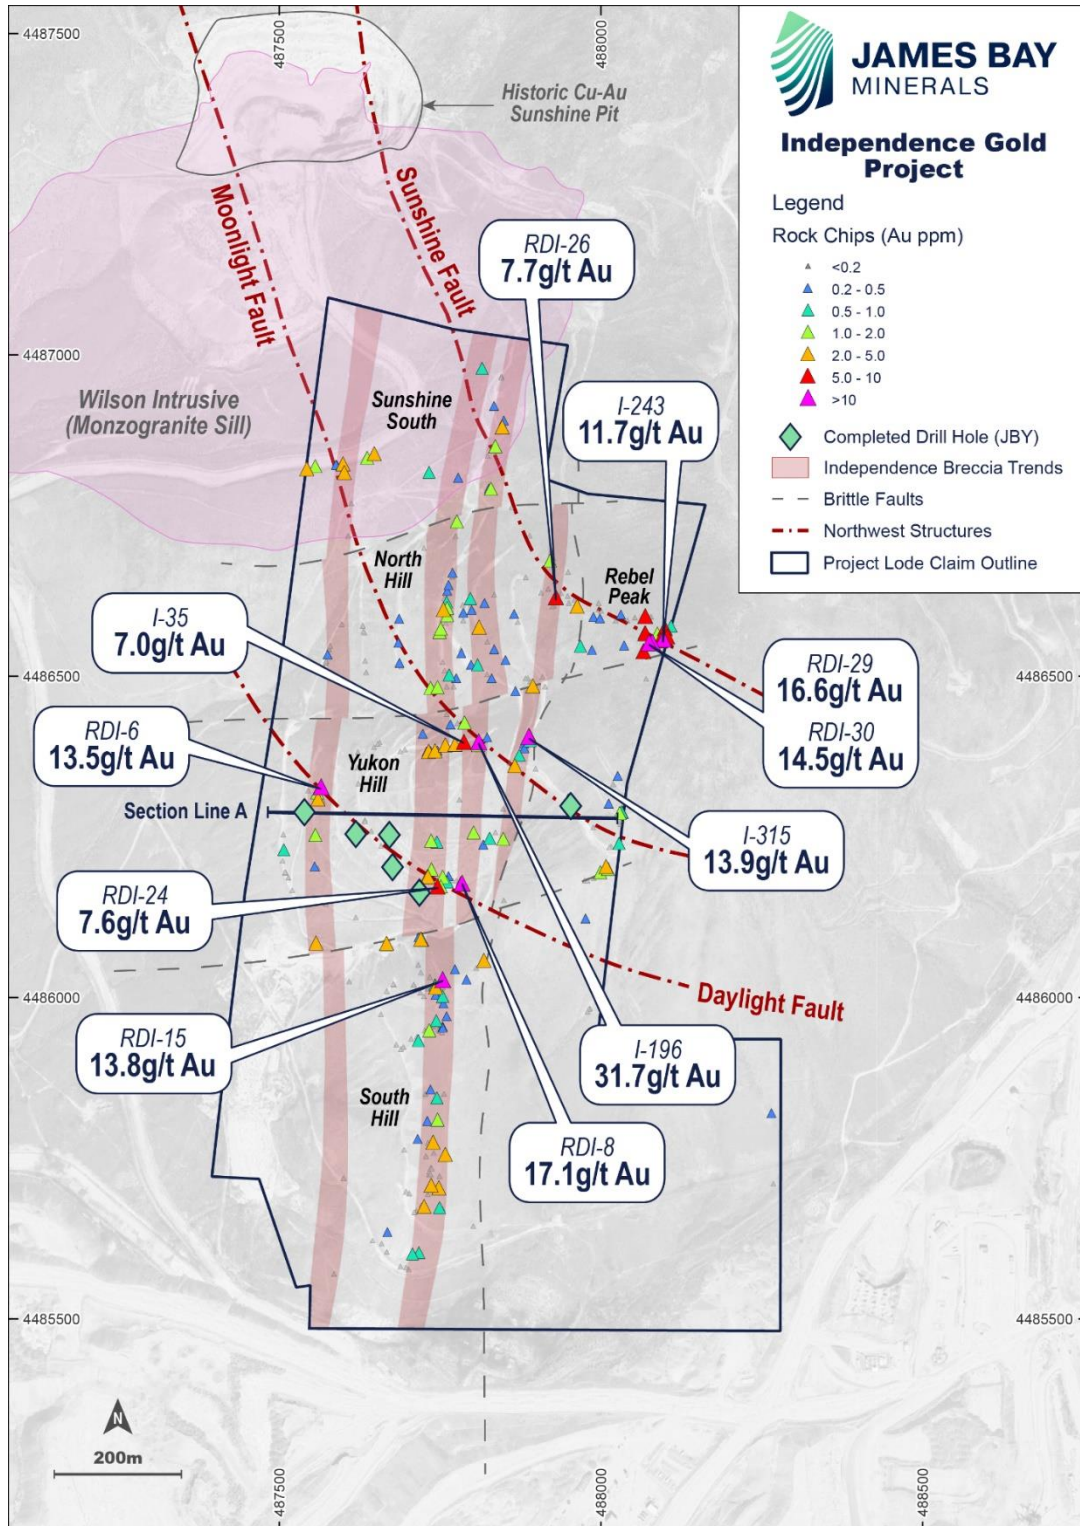 4487500
487500
488000
JAMES BAY
MINERALS
Independence Gold
Project
Legend
Rock Chips (Au ppm)
<0.2
0.2 - 0.5
0.5 - 1.0
1.0 - 2.0
2.0 - 5.0
5.0 - 10
>10
Completed Drill Hole (JBY)
Independence Breccia Trends
Brittle Faults
Northwest Structures
Project Lode Claim Outline
Historic Cu-Au
Sunshine Pit
Moonlight Fault
Sunshine Fault
RDI-26
7.7g/t Au
4487000
Wilson Intrusive
(Monzogranite Sill)
Sunshine
South
I-243
11.7g/t Au
North
Hill
Rebel
Peak
I-35
7.0g/t Au
RDI-29
16.6g/t Au
RDI-30
14.5g/t Au
4486500
4486500
RDI-6
13.5g/t Au
Yukon
Hill
Section Line A
I-315
13.9g/t Au
RDI-24
7.6g/t Au
4486000
4486000
Daylight Fault
RDI-15
13.8g/t Au
I-196
31.7g/t Au
South
Hill
RDI-8
17.1g/t Au
4485500
4485500
N
200m
487500
488000
488500